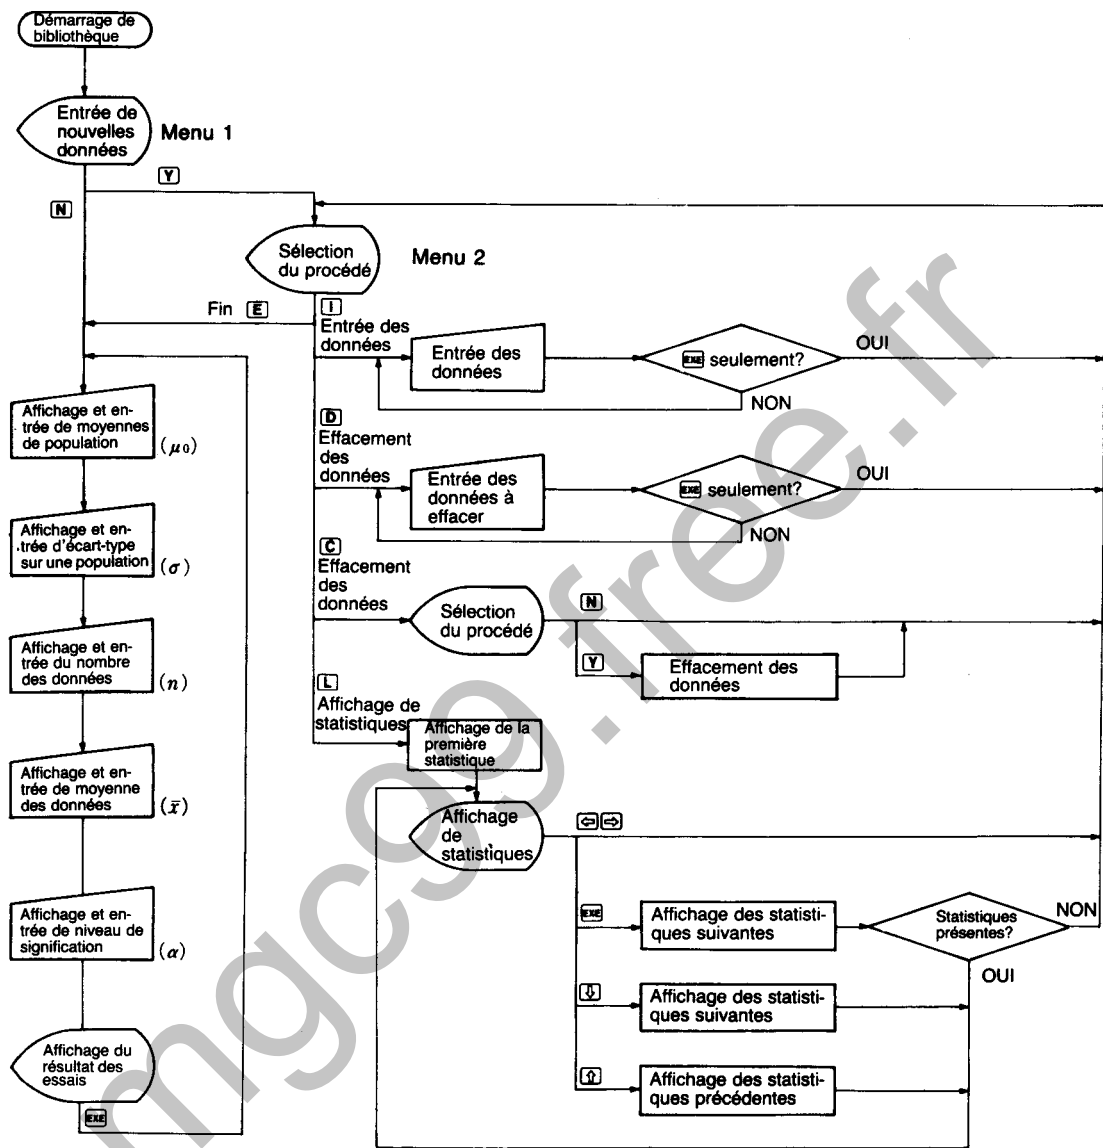 Démarrage de
bibliothèque
Entrée de
nouvelles
données
Menu 1
Y
N
Sélection
du procédé
Menu 2
Fin E
I
Entrée des
données
Entrée des
données
EXE seulement?
OUI
NON
D
Effacement
des
données
Entrée des
données à
effacer
EXE seulement?
OUI
NON
C
Effacement
des
données
Sélection
du procédé
N
Y
Effacement des
données
L
Affichage de
statistiques
Affichage de la
première
statistique
Affichage
de
statistiques
⇦ ⇨
EXE
Affichage des statisti-
ques suivantes
Statistiques
présentes?
NON
OUI
⇩
Affichage des statisti-
ques suivantes
⇧
Affichage des statisti-
ques précédentes
Affichage et en-
trée de moyennes
de population
(μ0)
Affichage et en-
trée d'écart-type
sur une population
(σ)
Affichage et en-
trée du nombre
des données
(n)
Affichage et en-
trée de moyenne
des données
(x̄)
Affichage et en-
trée de niveau de
signification
(α)
Affichage du
résultat des
essais
EXE
mgc99.free.fr